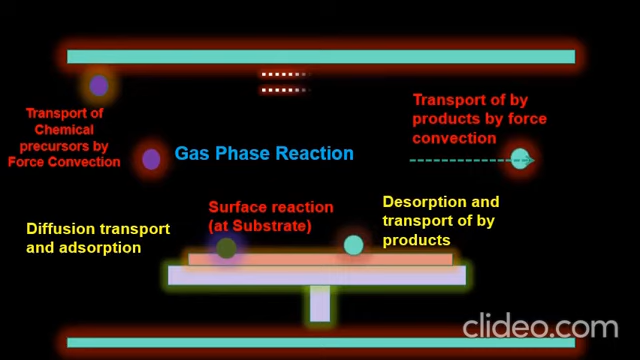 Transport of
Chemical
precursors by
Force Convection
Transport of by
products by force
convection
Gas Phase Reaction
Surface reaction
(at Substrate)
Desorption and
transport of by
products
Diffusion transport
and adsorption
clideo.com